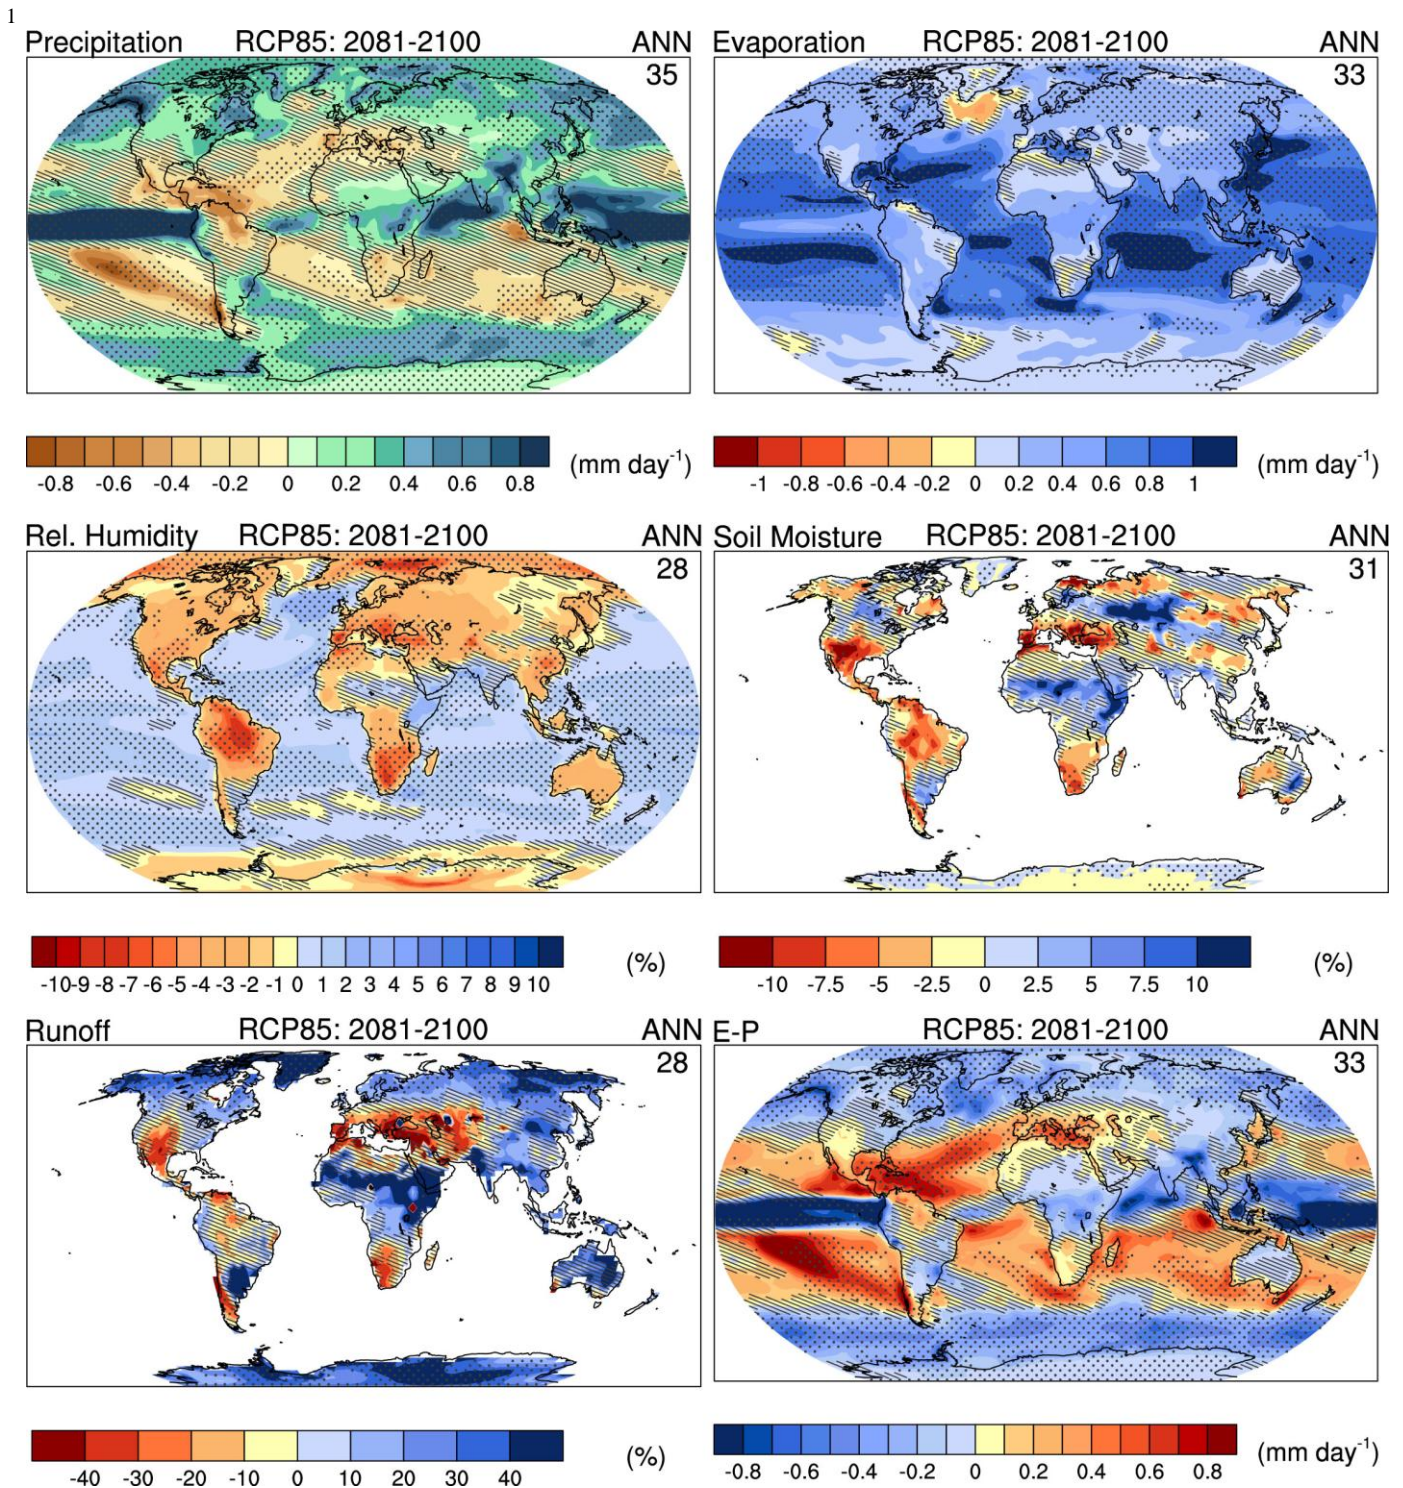 1
Precipitation RCP85: 2081-2100 ANN
35
-0.8 -0.6 -0.4 -0.2 0 0.2 0.4 0.6 0.8 (mm day-1)
Evaporation RCP85: 2081-2100 ANN
33
-1 -0.8 -0.6 -0.4 -0.2 0 0.2 0.4 0.6 0.8 1 (mm day-1)
Rel. Humidity RCP85: 2081-2100 ANN
28
-10 -9 -8 -7 -6 -5 -4 -3 -2 -1 0 1 2 3 4 5 6 7 8 9 10 (%)
Soil Moisture RCP85: 2081-2100 ANN
31
-10 -7.5 -5 -2.5 0 2.5 5 7.5 10 (%)
Runoff RCP85: 2081-2100 ANN
28
-40 -30 -20 -10 0 10 20 30 40 (%)
E-P RCP85: 2081-2100 ANN
33
-0.8 -0.6 -0.4 -0.2 0 0.2 0.4 0.6 0.8 (mm day-1)